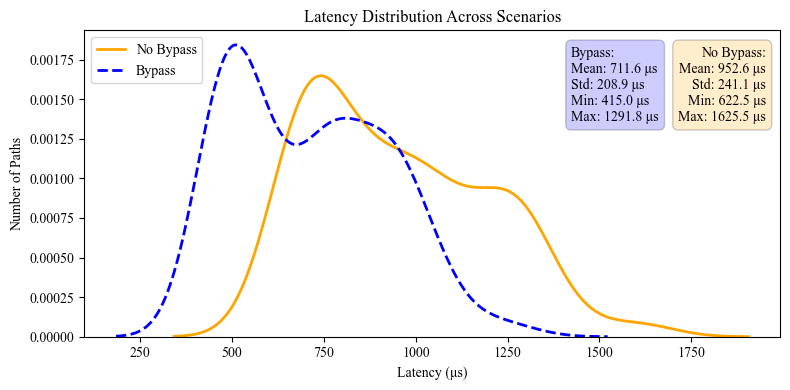 Latency Distribution Across Scenarios
No Bypass
Bypass
Bypass:
Mean: 711.6 μs
Std: 208.9 μs
Min: 415.0 μs
Max: 1291.8 μs
No Bypass:
Mean: 952.6 μs
Std: 241.1 μs
Min: 622.5 μs
Max: 1625.5 μs
Number of Paths
0.00175
0.00150
0.00125
0.00100
0.00075
0.00050
0.00025
0.00000
250 500 750 1000 1250 1500 1750
Latency (μs)